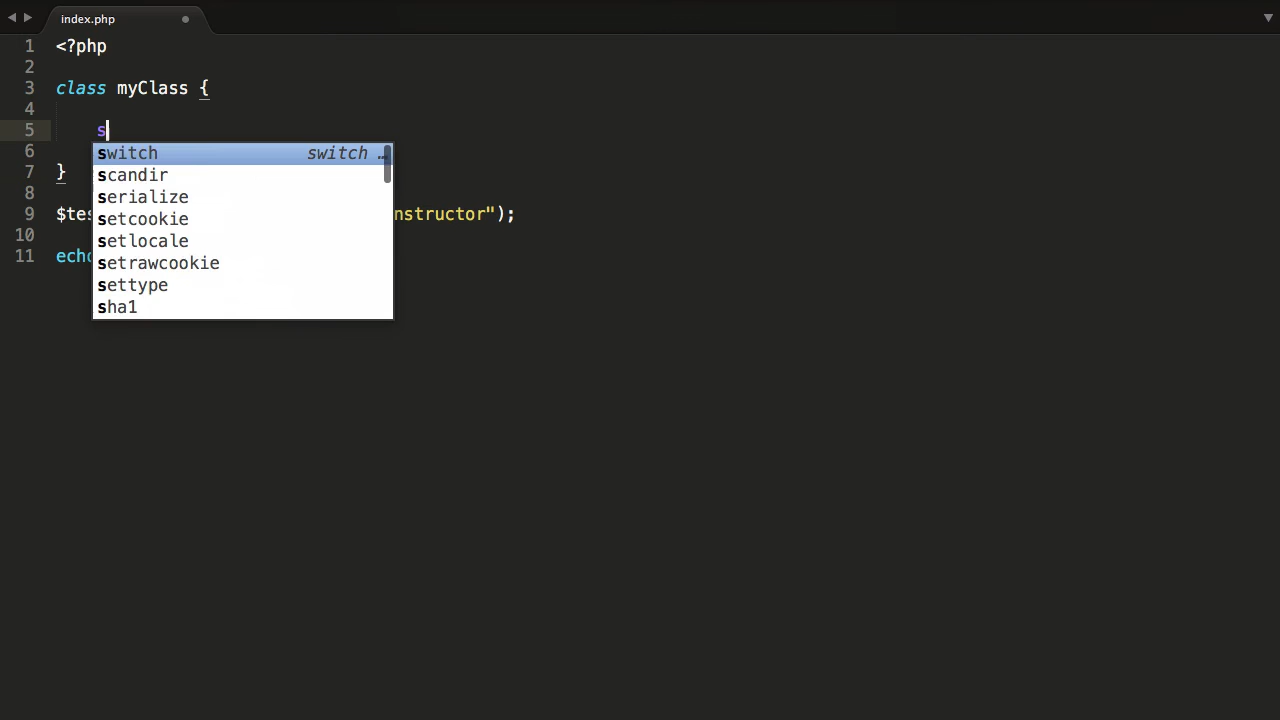 index.php
1 <?php
2
3 class myClass {
4
5 s
6 switch switch …
7 } scandir
8 serialize
9 $tes nstructor");
setcookie
10 setlocale
11 echo setrawcookie
settype
sha1